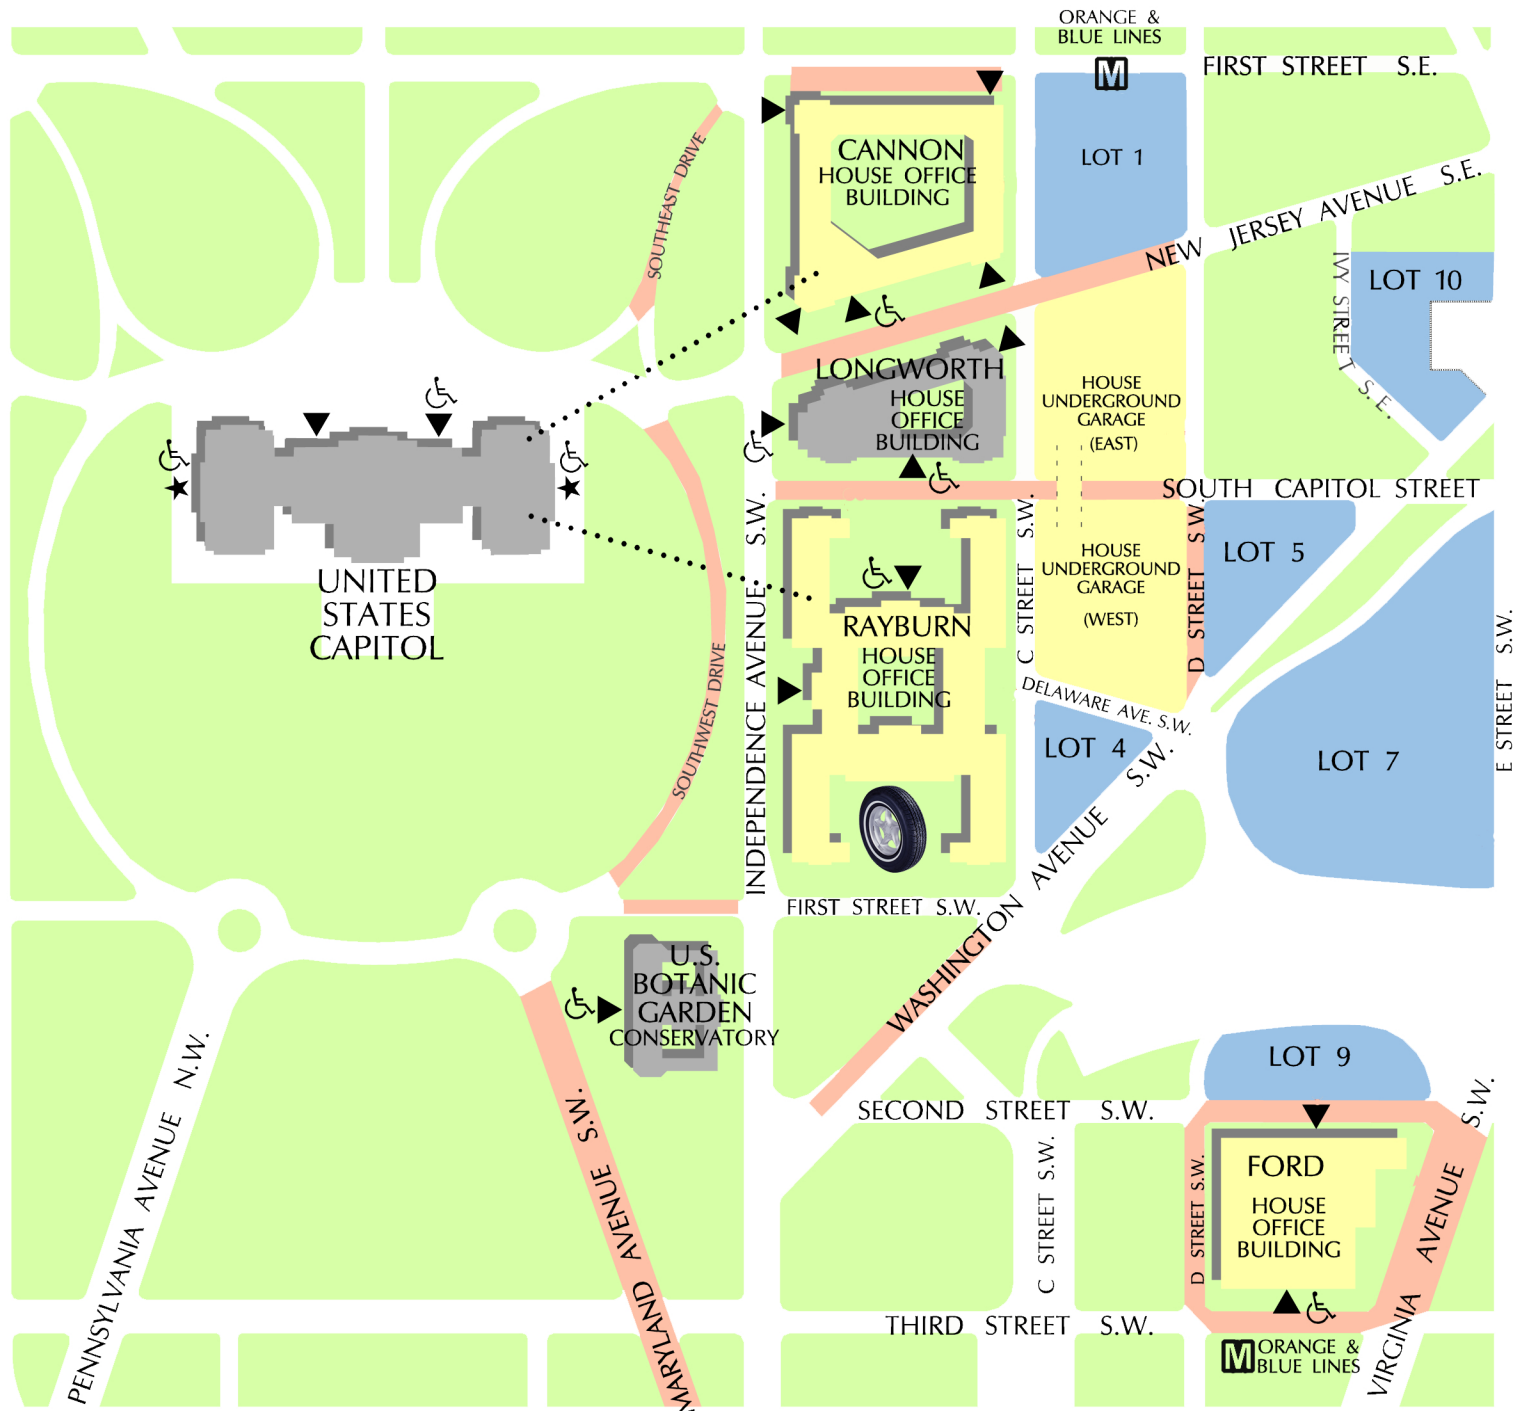 ORANGE &
BLUE LINES
M
FIRST STREET S.E.
CANNON
HOUSE OFFICE
BUILDING
LOT 1
SOUTHEAST DRIVE
NEW JERSEY AVENUE S.E.
IVY STREET S.E.
LOT 10
LONGWORTH
HOUSE
OFFICE
BUILDING
HOUSE
UNDERGROUND
GARAGE
(EAST)
SOUTH CAPITOL STREET
UNITED
STATES
CAPITOL
INDEPENDENCE AVENUE S.W.
C STREET S.W.
HOUSE
UNDERGROUND
GARAGE
(WEST)
D STREET S.W.
LOT 5
RAYBURN
HOUSE
OFFICE
BUILDING
SOUTHWEST DRIVE
DELAWARE AVE. S.W.
LOT 4
LOT 7
E STREET S.W.
WASHINGTON AVENUE S.W.
FIRST STREET S.W.
U.S.
BOTANIC
GARDEN
CONSERVATORY
PENNSYLVANIA AVENUE N.W.
MARYLAND AVENUE S.W.
LOT 9
SECOND STREET S.W.
C STREET S.W.
D STREET S.W.
FORD
HOUSE
OFFICE
BUILDING
VIRGINIA AVENUE S.W.
THIRD STREET S.W.
M
ORANGE &
BLUE LINES